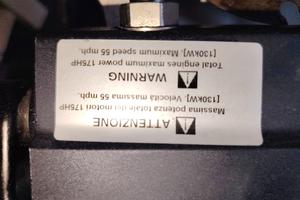 ATTENZIONE
Massima potenza totale dei motori 175HP
[130kW]. Velocità massima 55 mph.
WARNING
Total engines maximum power 175HP
[130kW]. Maximum speed 55 mph.